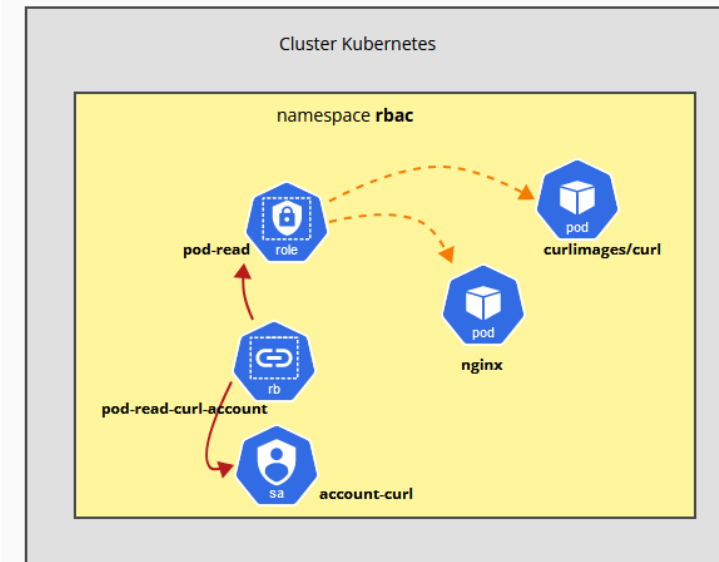 Cluster Kubernetes
namespace rbac
pod-read
role
pod
curlimages/curl
pod
nginx
rb
pod-read-curl-account
sa
account-curl